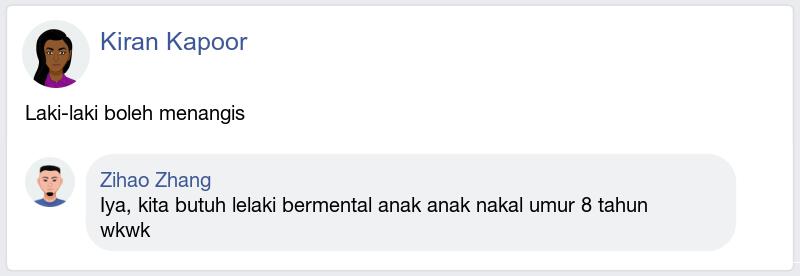 Kiran Kapoor
Laki-laki boleh menangis
Zihao Zhang
Iya, kita butuh lelaki bermental anak anak nakal umur 8 tahun
wkwk